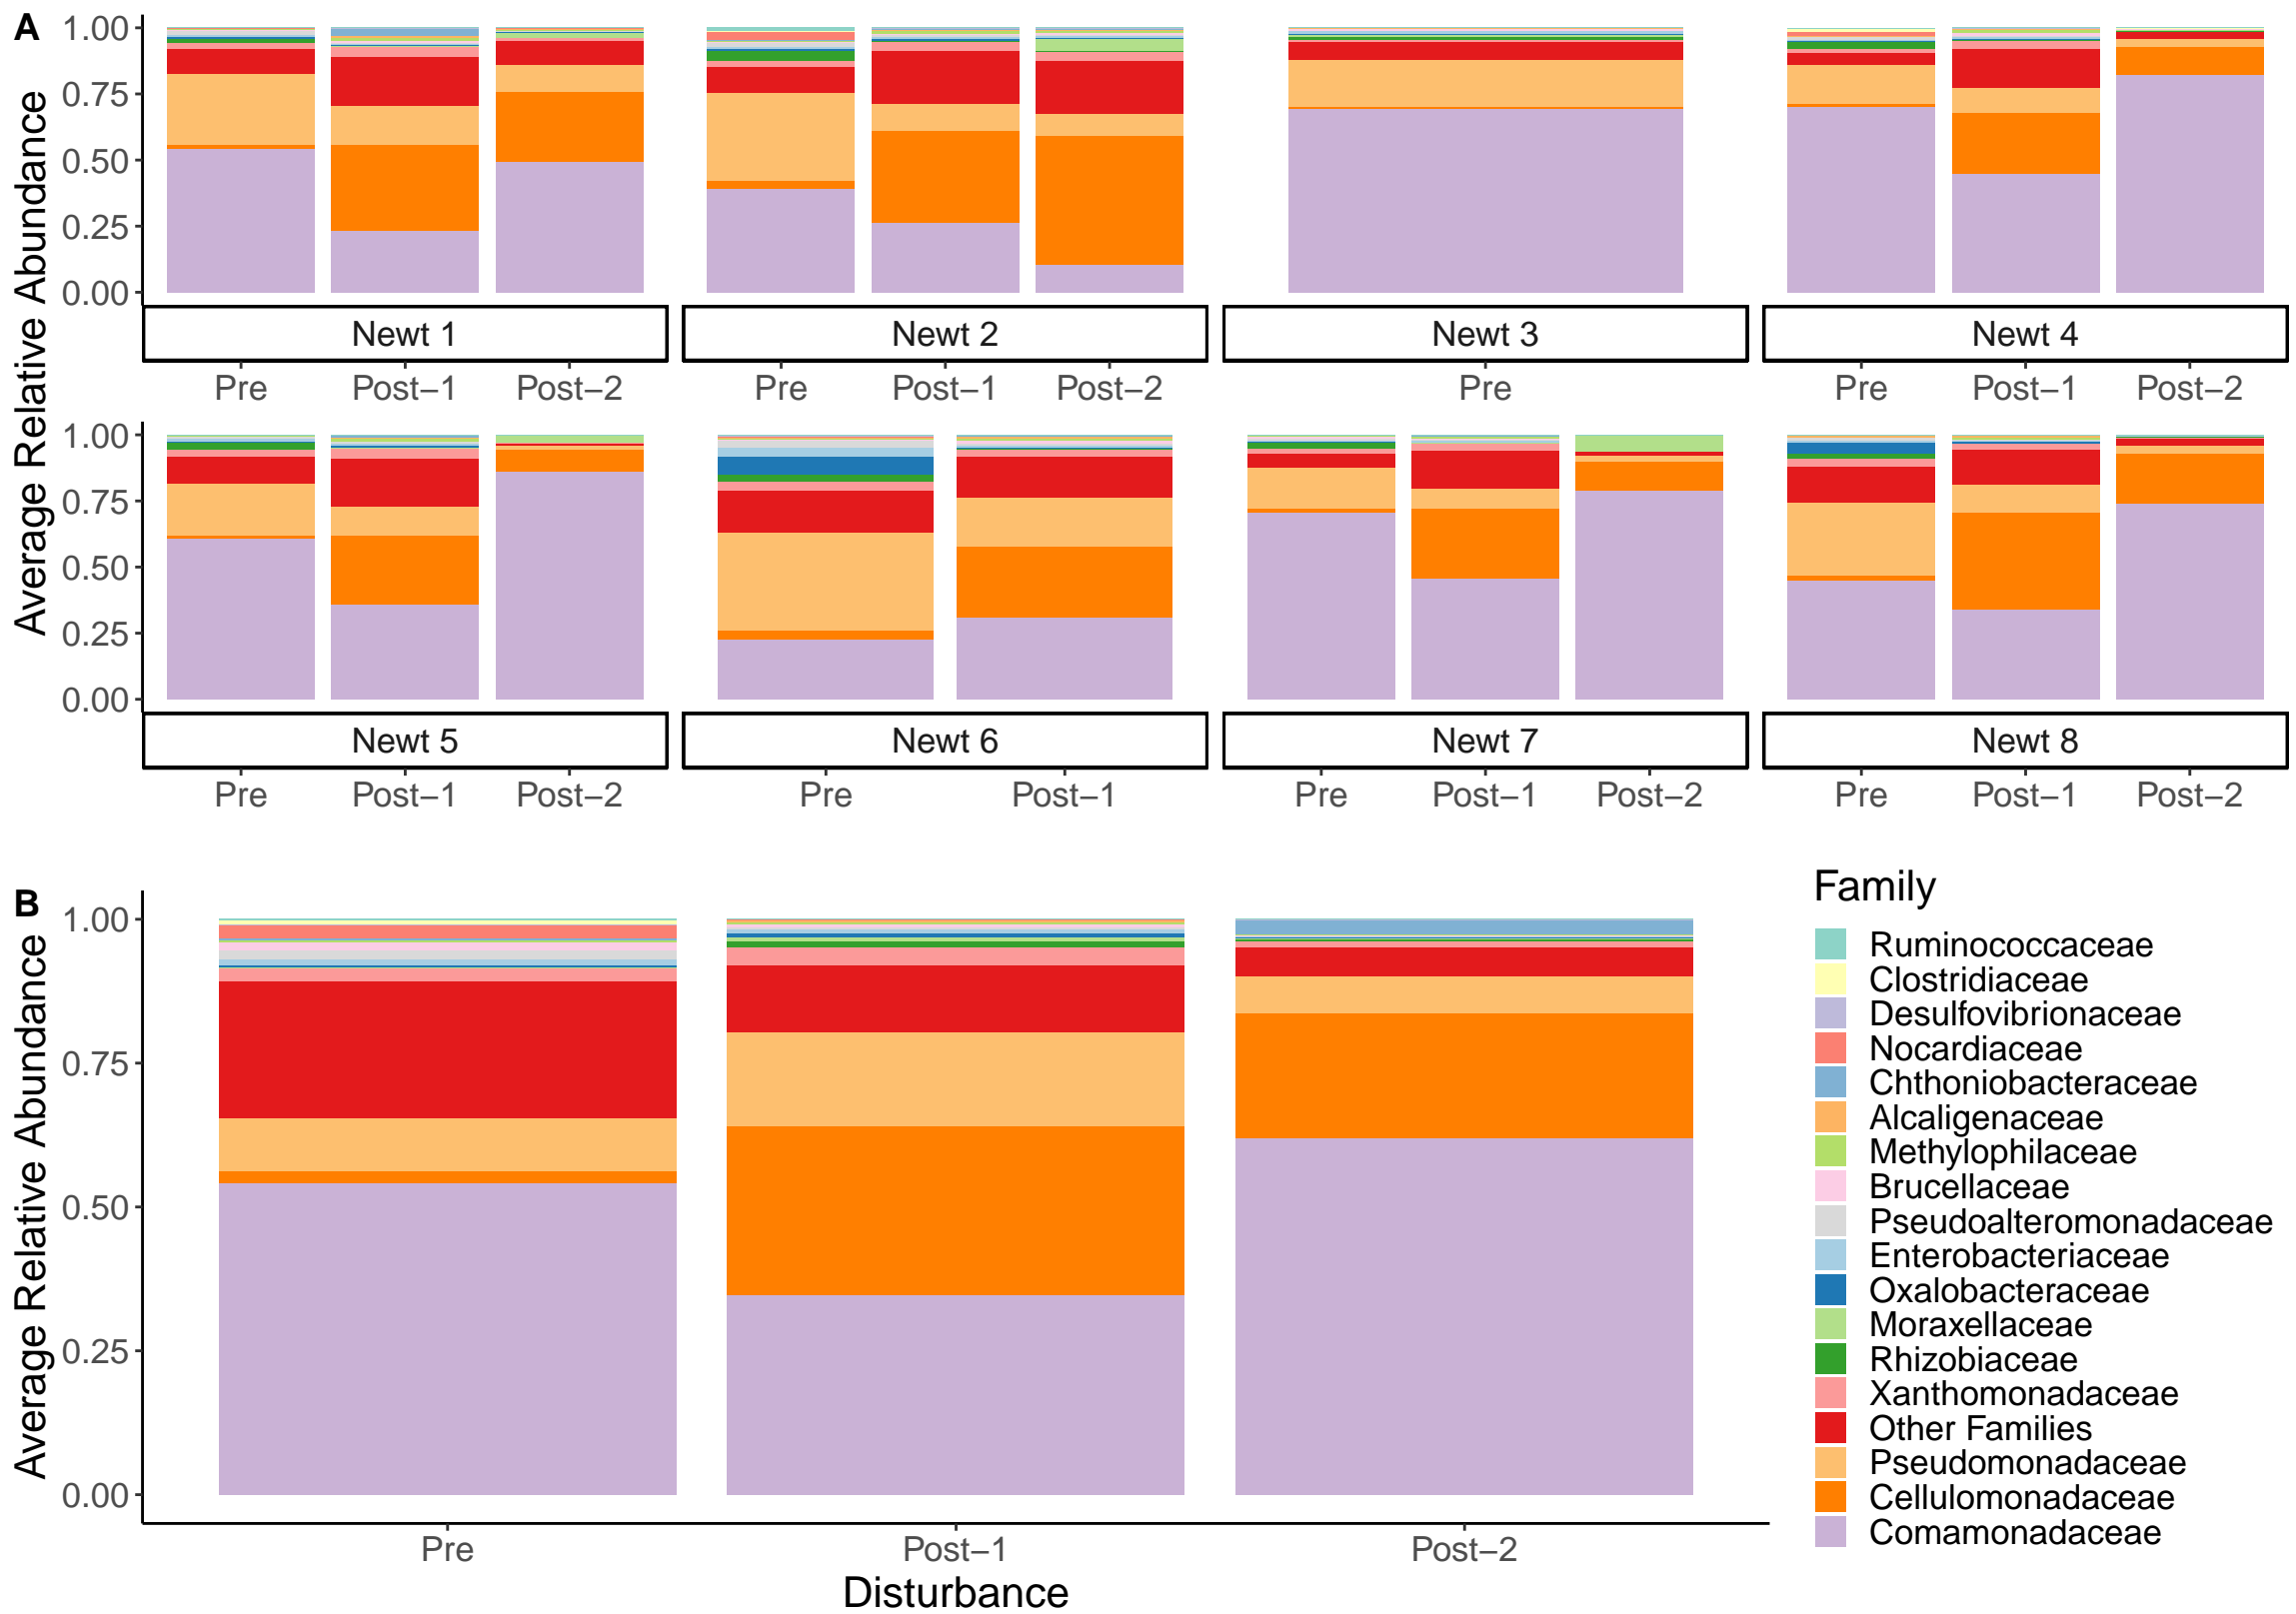 A
Average Relative Abundance
1.00
0.75
0.50
0.25
0.00
Newt 1
Newt 2
Newt 3
Newt 4
Pre
Post−1
Post−2
Pre
Post−1
Post−2
Pre
Pre
Post−1
Post−2
1.00
0.75
0.50
0.25
0.00
Newt 5
Newt 6
Newt 7
Newt 8
Pre
Post−1
Post−2
Pre
Post−1
Pre
Post−1
Post−2
Pre
Post−1
Post−2
B
Average Relative Abundance
1.00
0.75
0.50
0.25
0.00
Pre
Post−1
Post−2
Disturbance
Family
Ruminococcaceae
Clostridiaceae
Desulfovibrionaceae
Nocardiaceae
Chthoniobacteraceae
Alcaligenaceae
Methylophilaceae
Brucellaceae
Pseudoalteromonadaceae
Enterobacteriaceae
Oxalobacteraceae
Moraxellaceae
Rhizobiaceae
Xanthomonadaceae
Other Families
Pseudomonadaceae
Cellulomonadaceae
Comamonadaceae